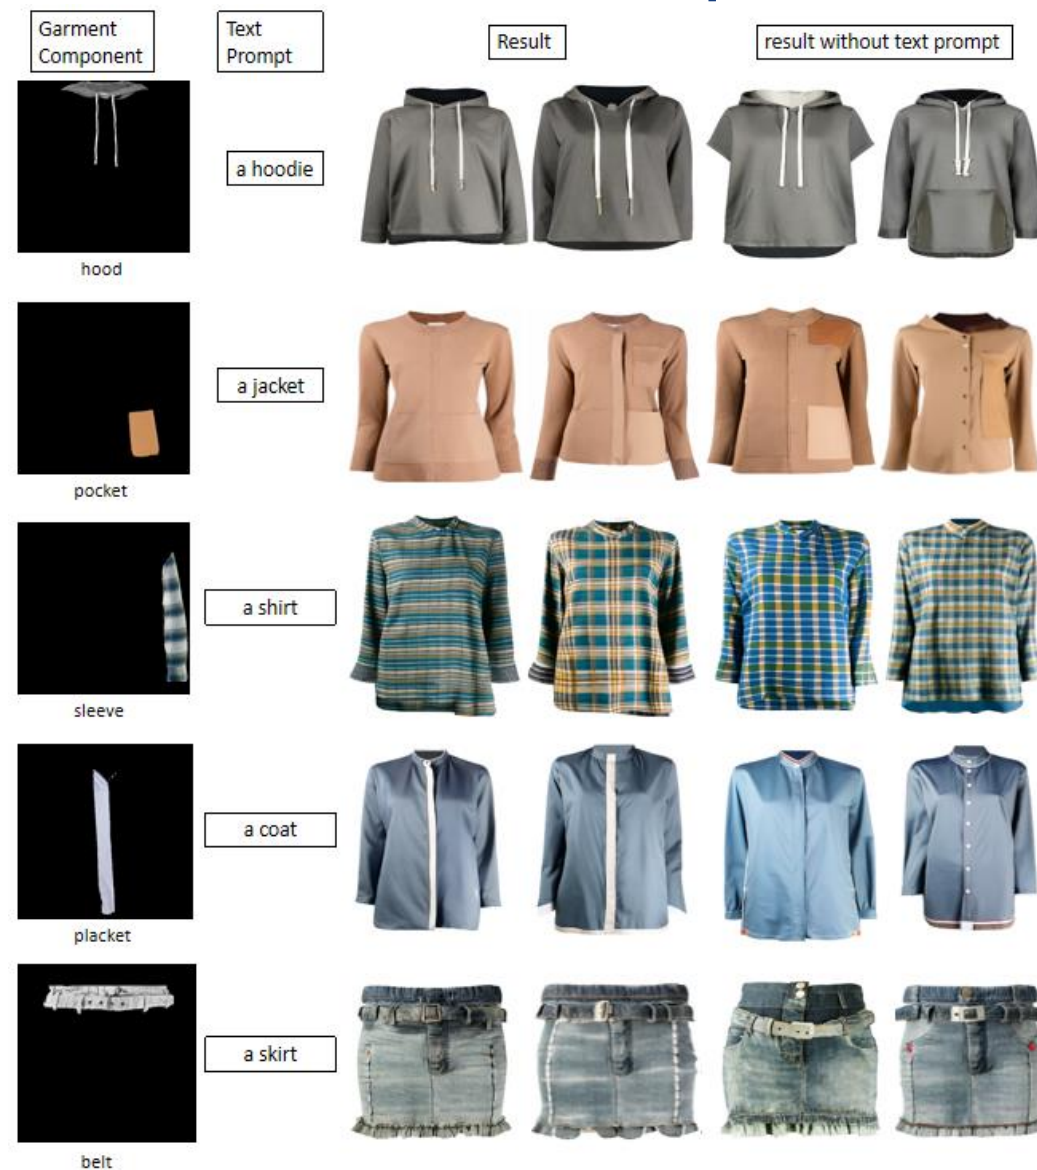 Garment
Component
Text
Prompt
Result
result without text prompt
hood
a hoodie
pocket
a jacket
sleeve
a shirt
placket
a coat
belt
a skirt